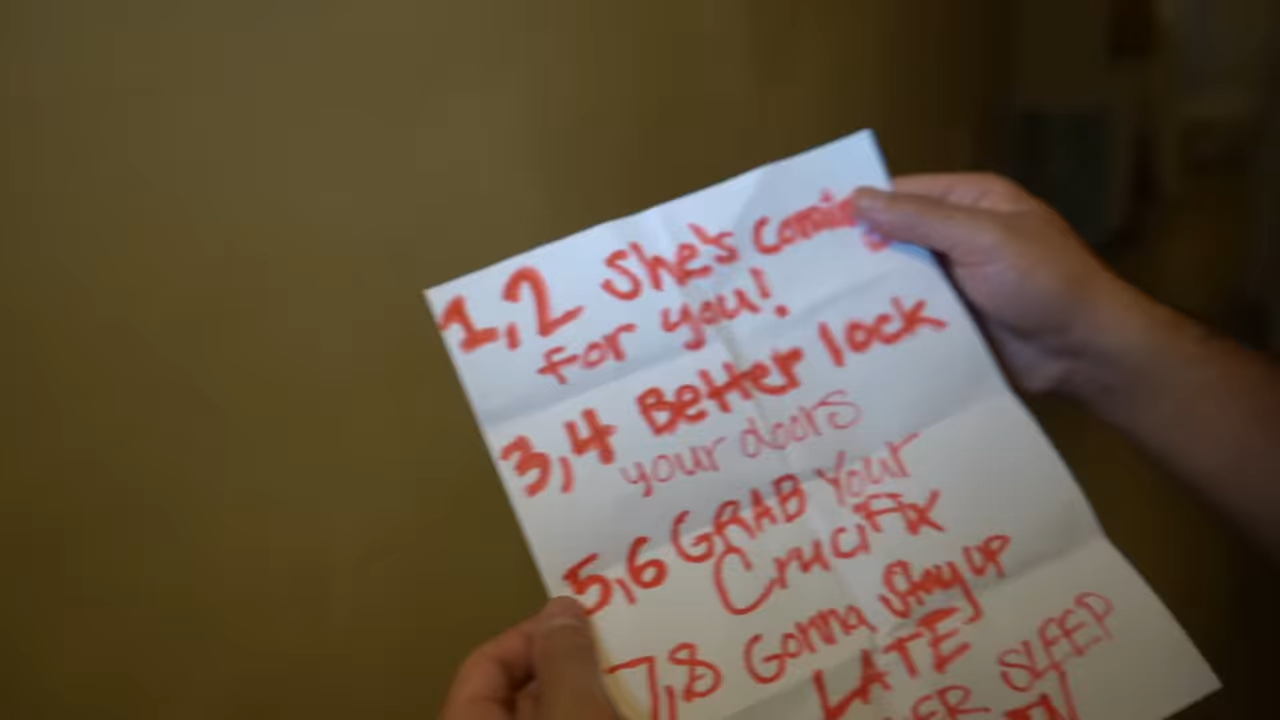 1,2 She's coming
for you!
3,4 Better lock
your doors
5,6 GRAB Your
CruciFix
7,8 Gonna Stay UP
LATE
SLEEP